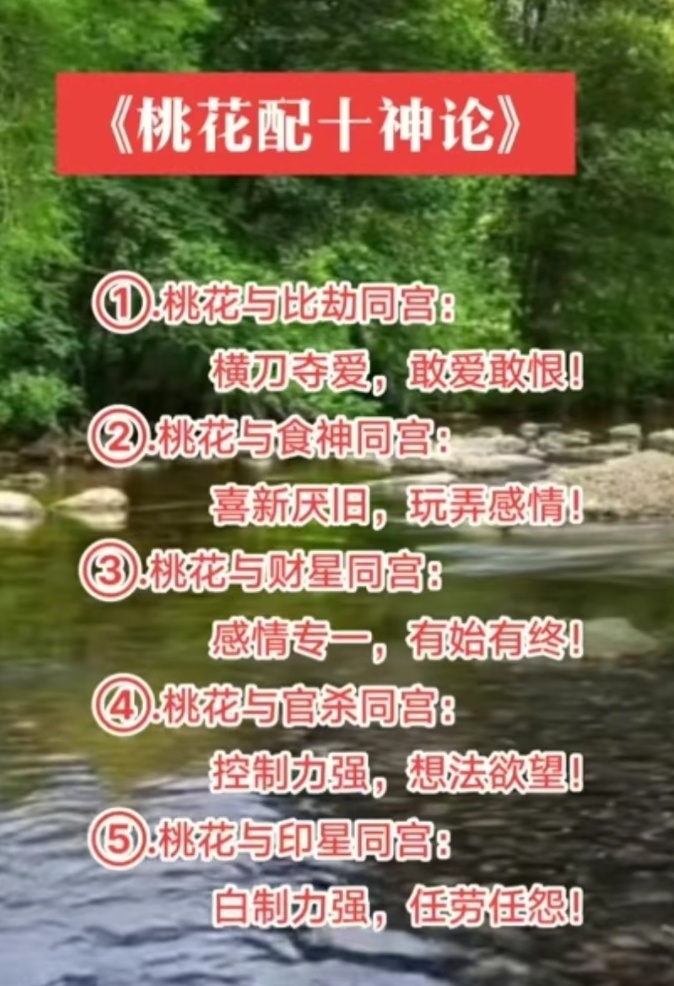 《桃花配十神论》
①.桃花与比劫同宫：
横刀夺爱，敢爱敢恨！
②.桃花与食神同宫：
喜新厌旧，玩弄感情！
③.桃花与财星同宫：
感情专一，有始有终！
④.桃花与官杀同宫：
控制力强，想法欲望！
⑤.桃花与印星同宫：
白制力强，任劳任怨！